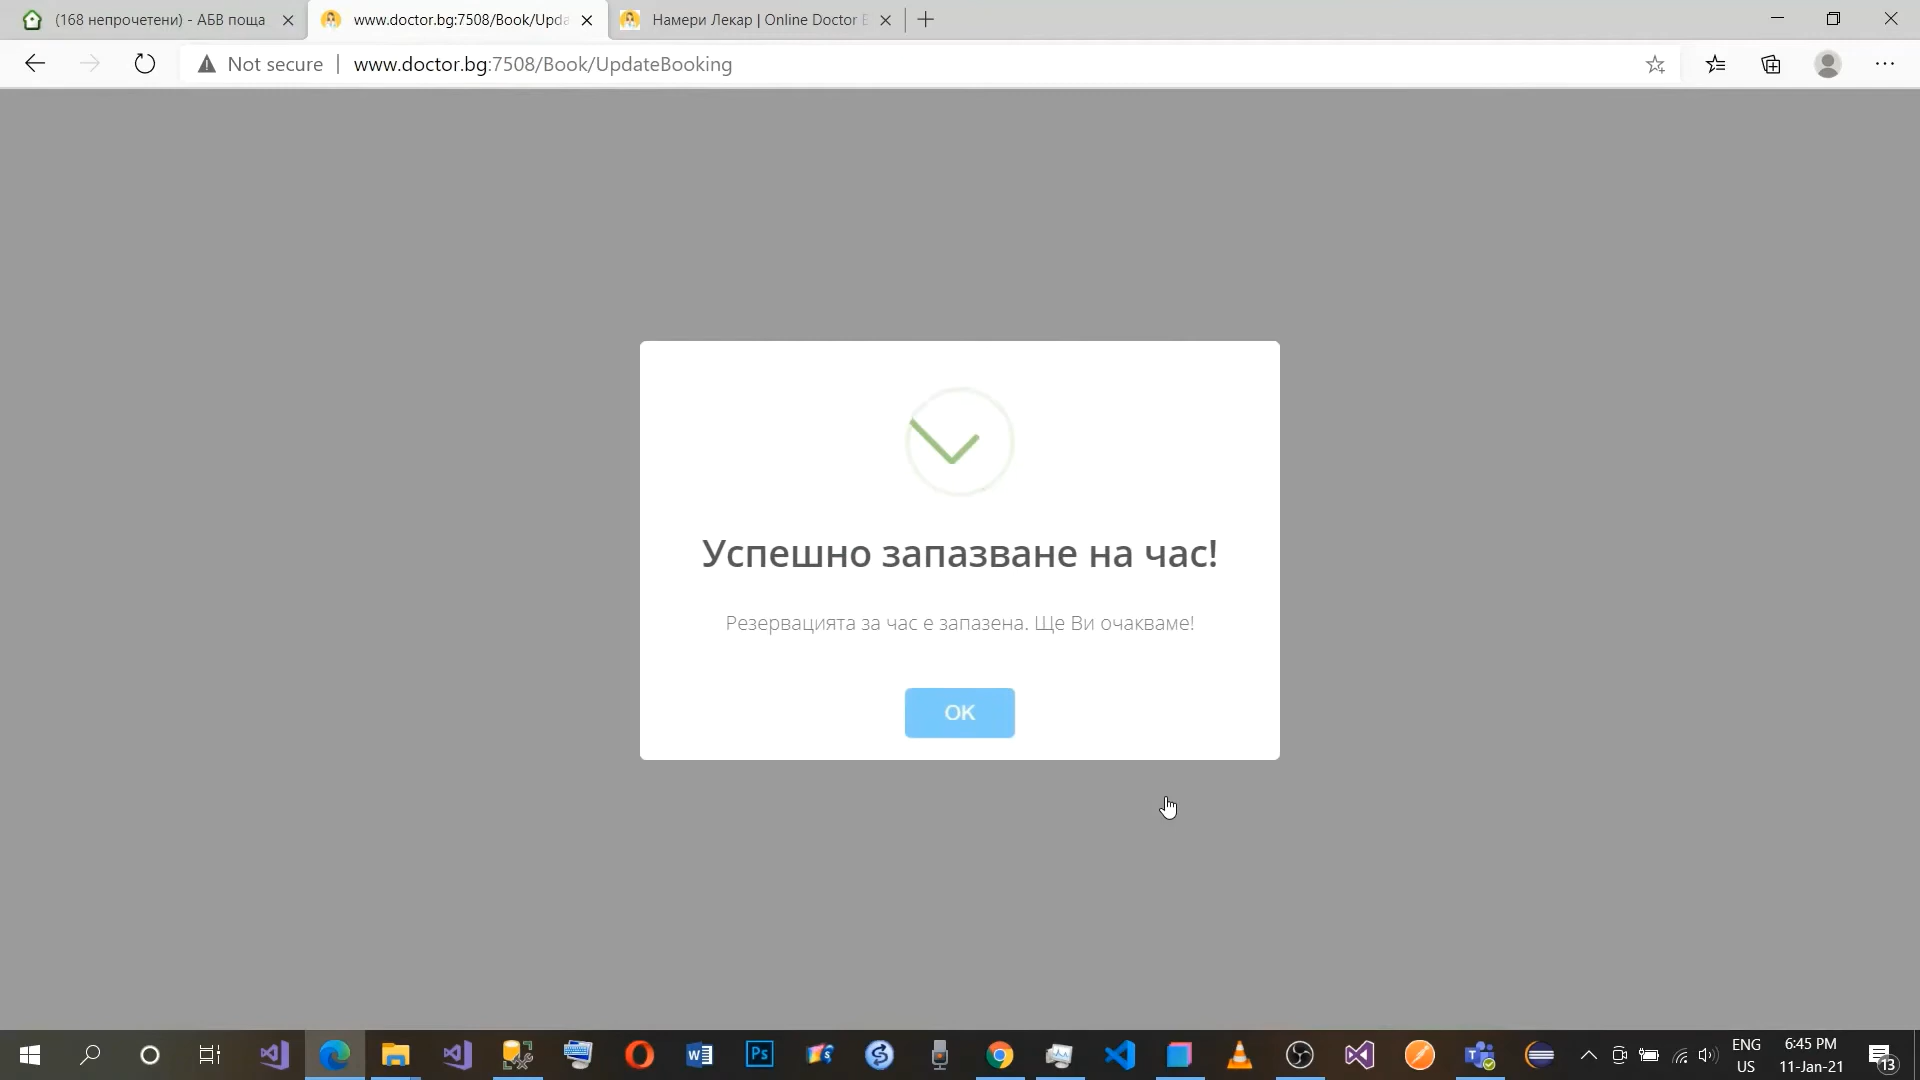 (168 непрочетени) - АБВ поща
www.doctor.bg:7508/Book/Upda
Намери Лекар | Online Doctor
Not secure | www.doctor.bg:7508/Book/UpdateBooking
Успешно запазване на час!
Резервацията за час е запазена. Ще Ви очакваме!
OK
ENG
US
6:45 PM
11-Jan-21
13